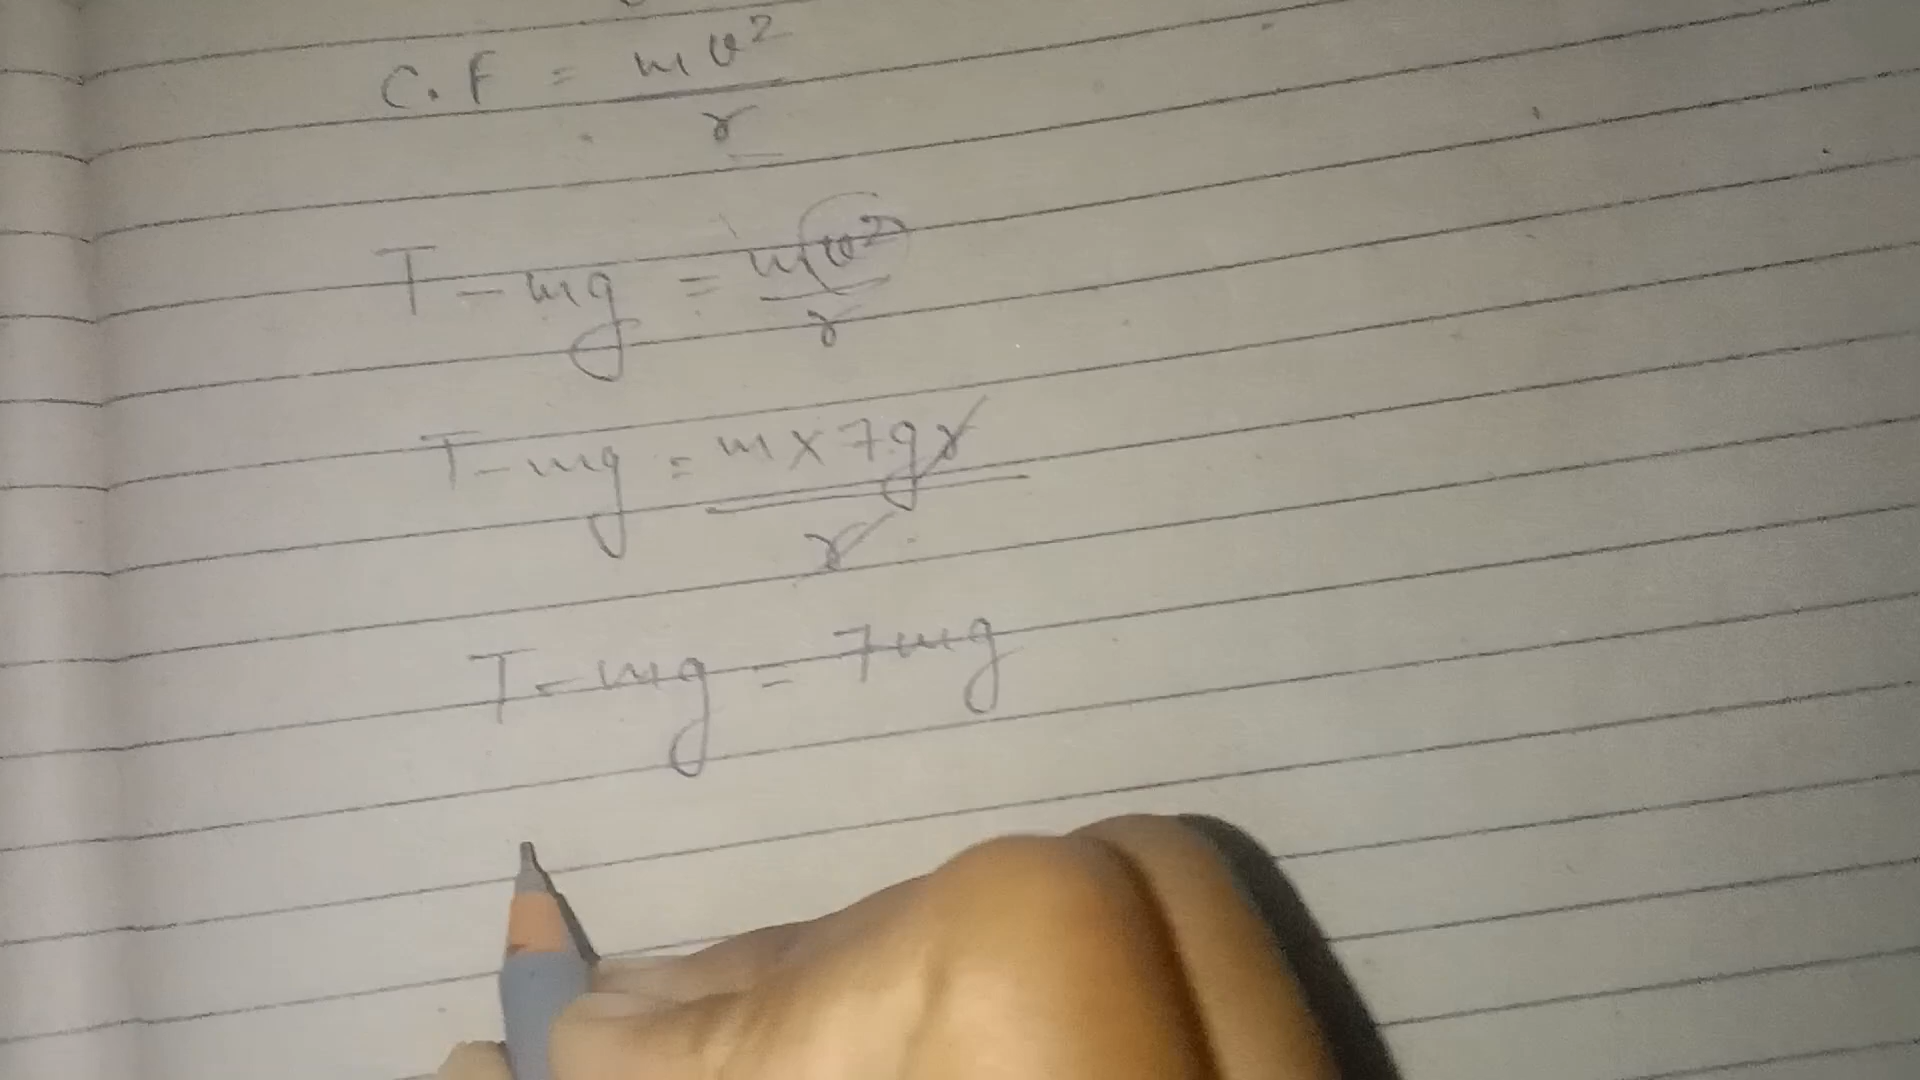 C.F = mv²/r
T - mg = mv²/r
T - mg = m x 7gr/r
T - mg = 7mg